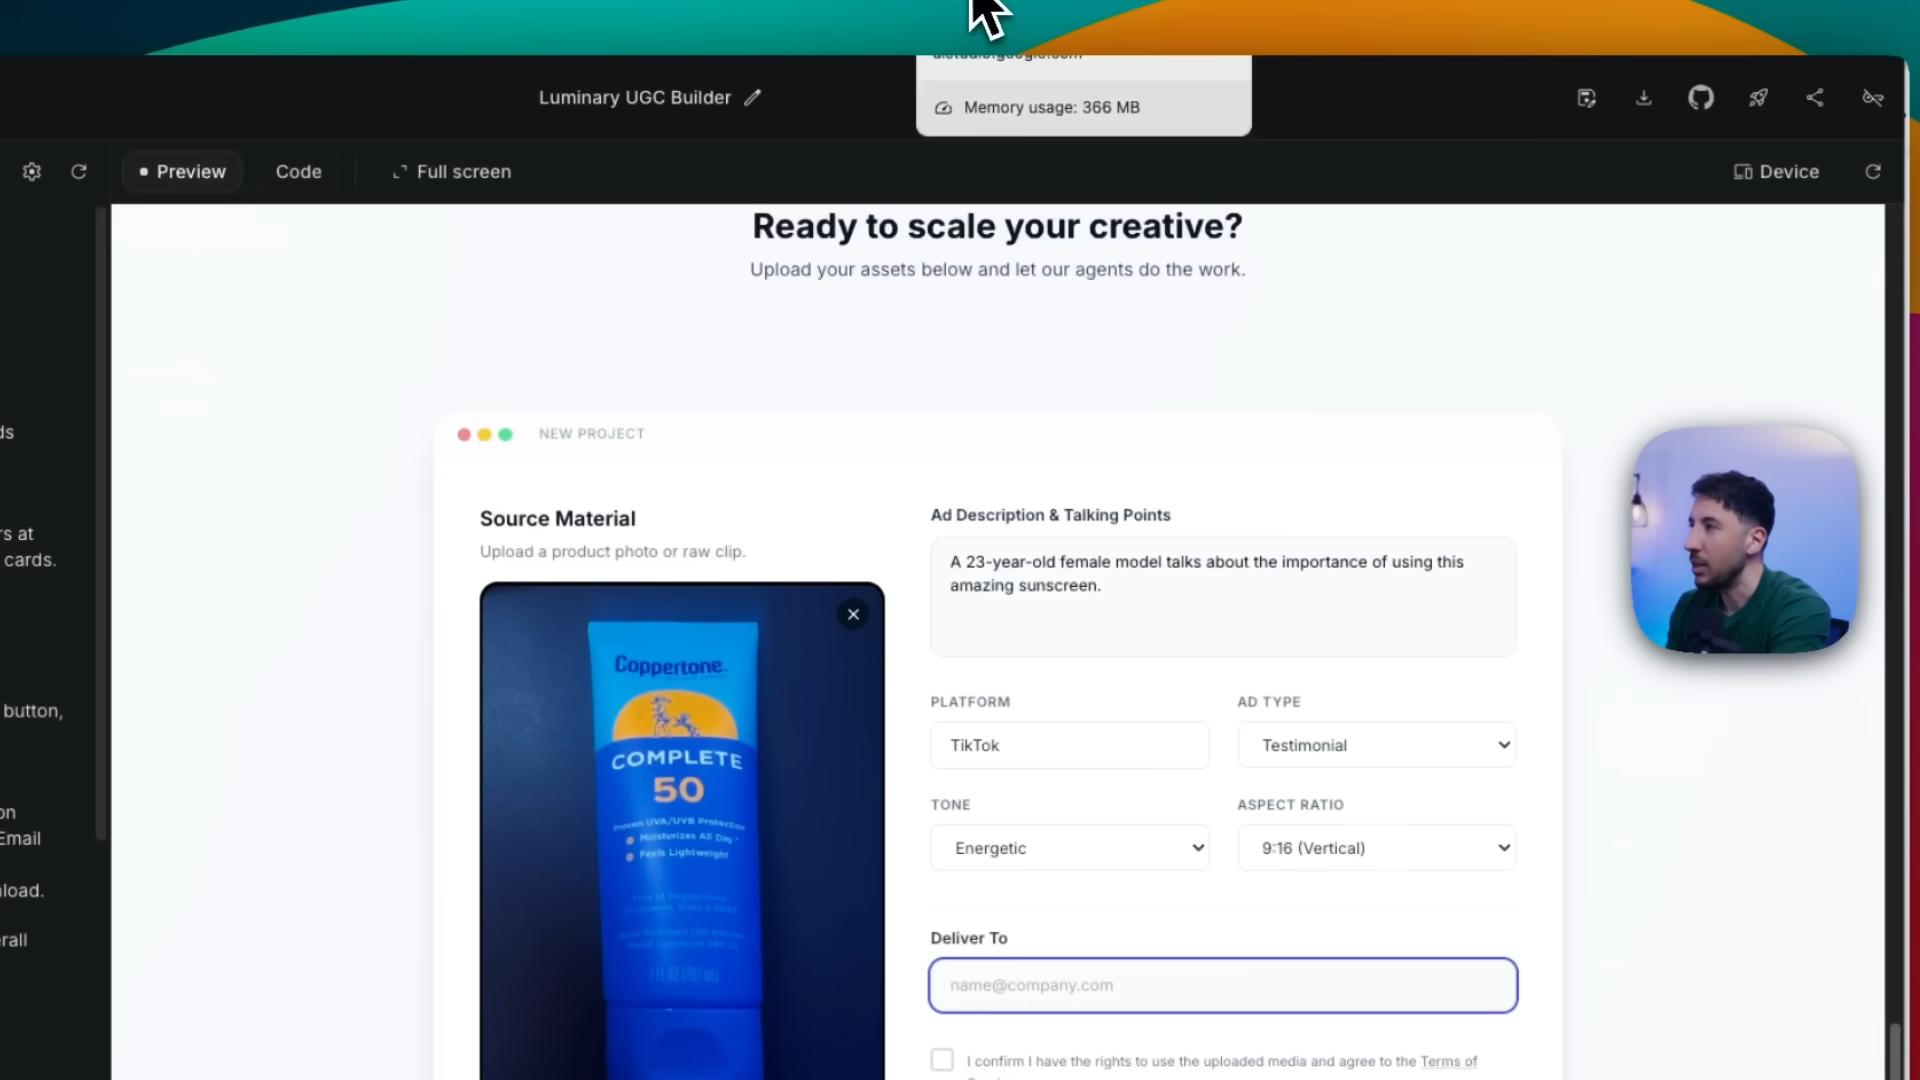 Luminary UGC Builder
Memory usage: 366 MB
Preview
Code
Full screen
Device
Ready to scale your creative?
Upload your assets below and let our agents do the work.
NEW PROJECT
Source Material
Upload a product photo or raw clip.
Coppertone
COMPLETE
50
Proven UVA/UVB Protection
Moisturizes All Day
Feels Lightweight
Ad Description & Talking Points
A 23-year-old female model talks about the importance of using this
amazing sunscreen.
PLATFORM
AD TYPE
TikTok
Testimonial
TONE
ASPECT RATIO
Energetic
9:16 (Vertical)
Deliver To
name@company.com
I confirm I have the rights to use the uploaded media and agree to the Terms of
ds
rs at
cards.
button,
on
Email
load.
rall